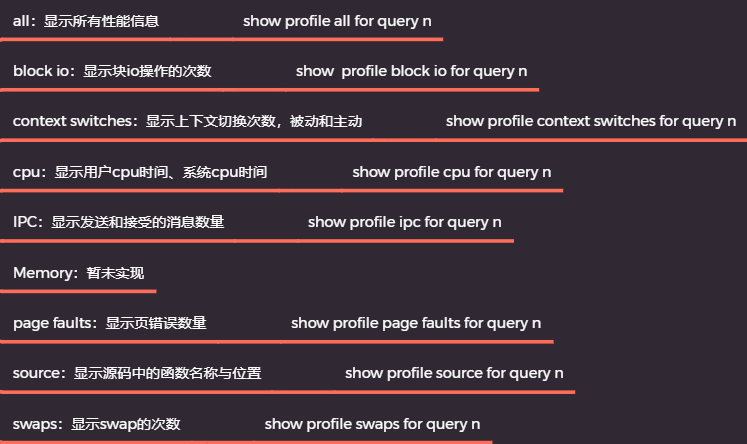 all：显示所有性能信息 show profile all for query n
block io：显示块io操作的次数 show profile block io for query n
context switches：显示上下文切换次数，被动和主动 show profile context switches for query n
cpu：显示用户cpu时间、系统cpu时间 show profile cpu for query n
IPC：显示发送和接受的消息数量 show profile ipc for query n
Memory：暂未实现
page faults：显示页错误数量 show profile page faults for query n
source：显示源码中的函数名称与位置 show profile source for query n
swaps：显示swap的次数 show profile swaps for query n